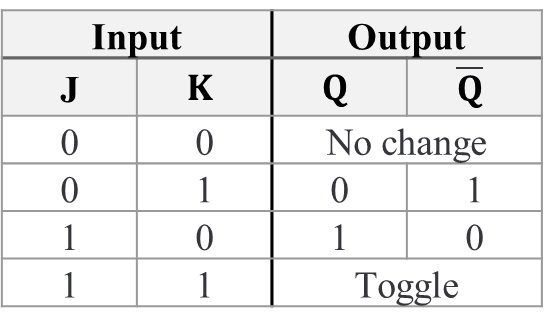 Input Output
J K Q Q̅
0 0 No change
0 1 0 1
1 0 1 0
1 1 Toggle